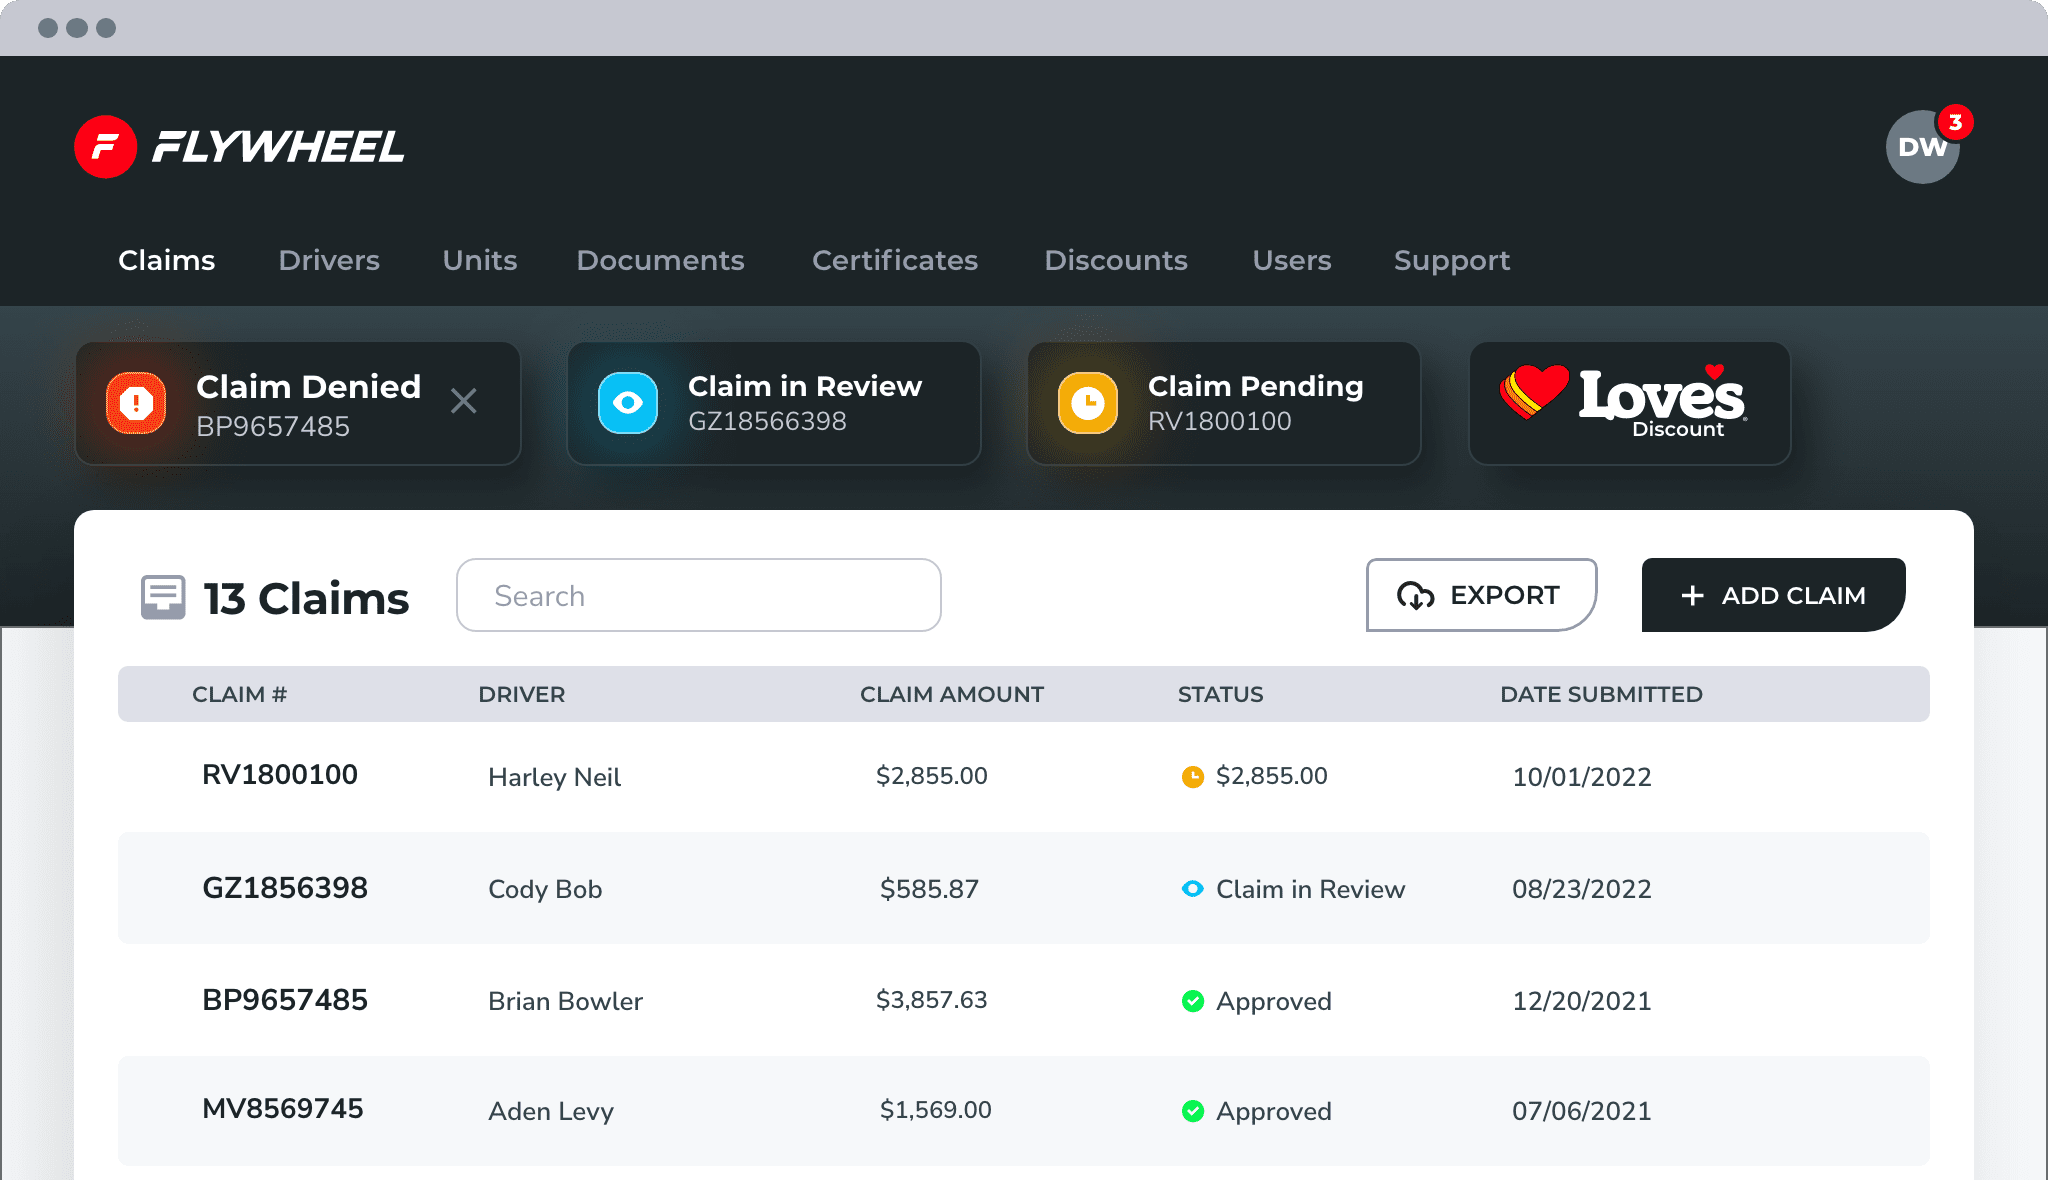 F FLYWHEEL
DW 3
Claims Drivers Units Documents Certificates Discounts Users Support
Claim Denied
BP9657485
Claim in Review
GZ18566398
Claim Pending
RV1800100
Love's
Discount
13 Claims
Search
EXPORT
+ ADD CLAIM
CLAIM # DRIVER CLAIM AMOUNT STATUS DATE SUBMITTED
RV1800100 Harley Neil $2,855.00 $2,855.00 10/01/2022
GZ1856398 Cody Bob $585.87 Claim in Review 08/23/2022
BP9657485 Brian Bowler $3,857.63 Approved 12/20/2021
MV8569745 Aden Levy $1,569.00 Approved 07/06/2021